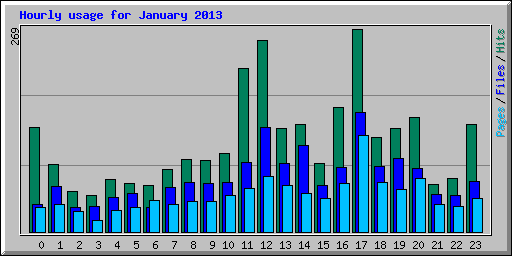 Hourly usage for January 2013
269
Pages / Files / Hits
0 1 2 3 4 5 6 7 8 9 10 11 12 13 14 15 16 17 18 19 20 21 22 23